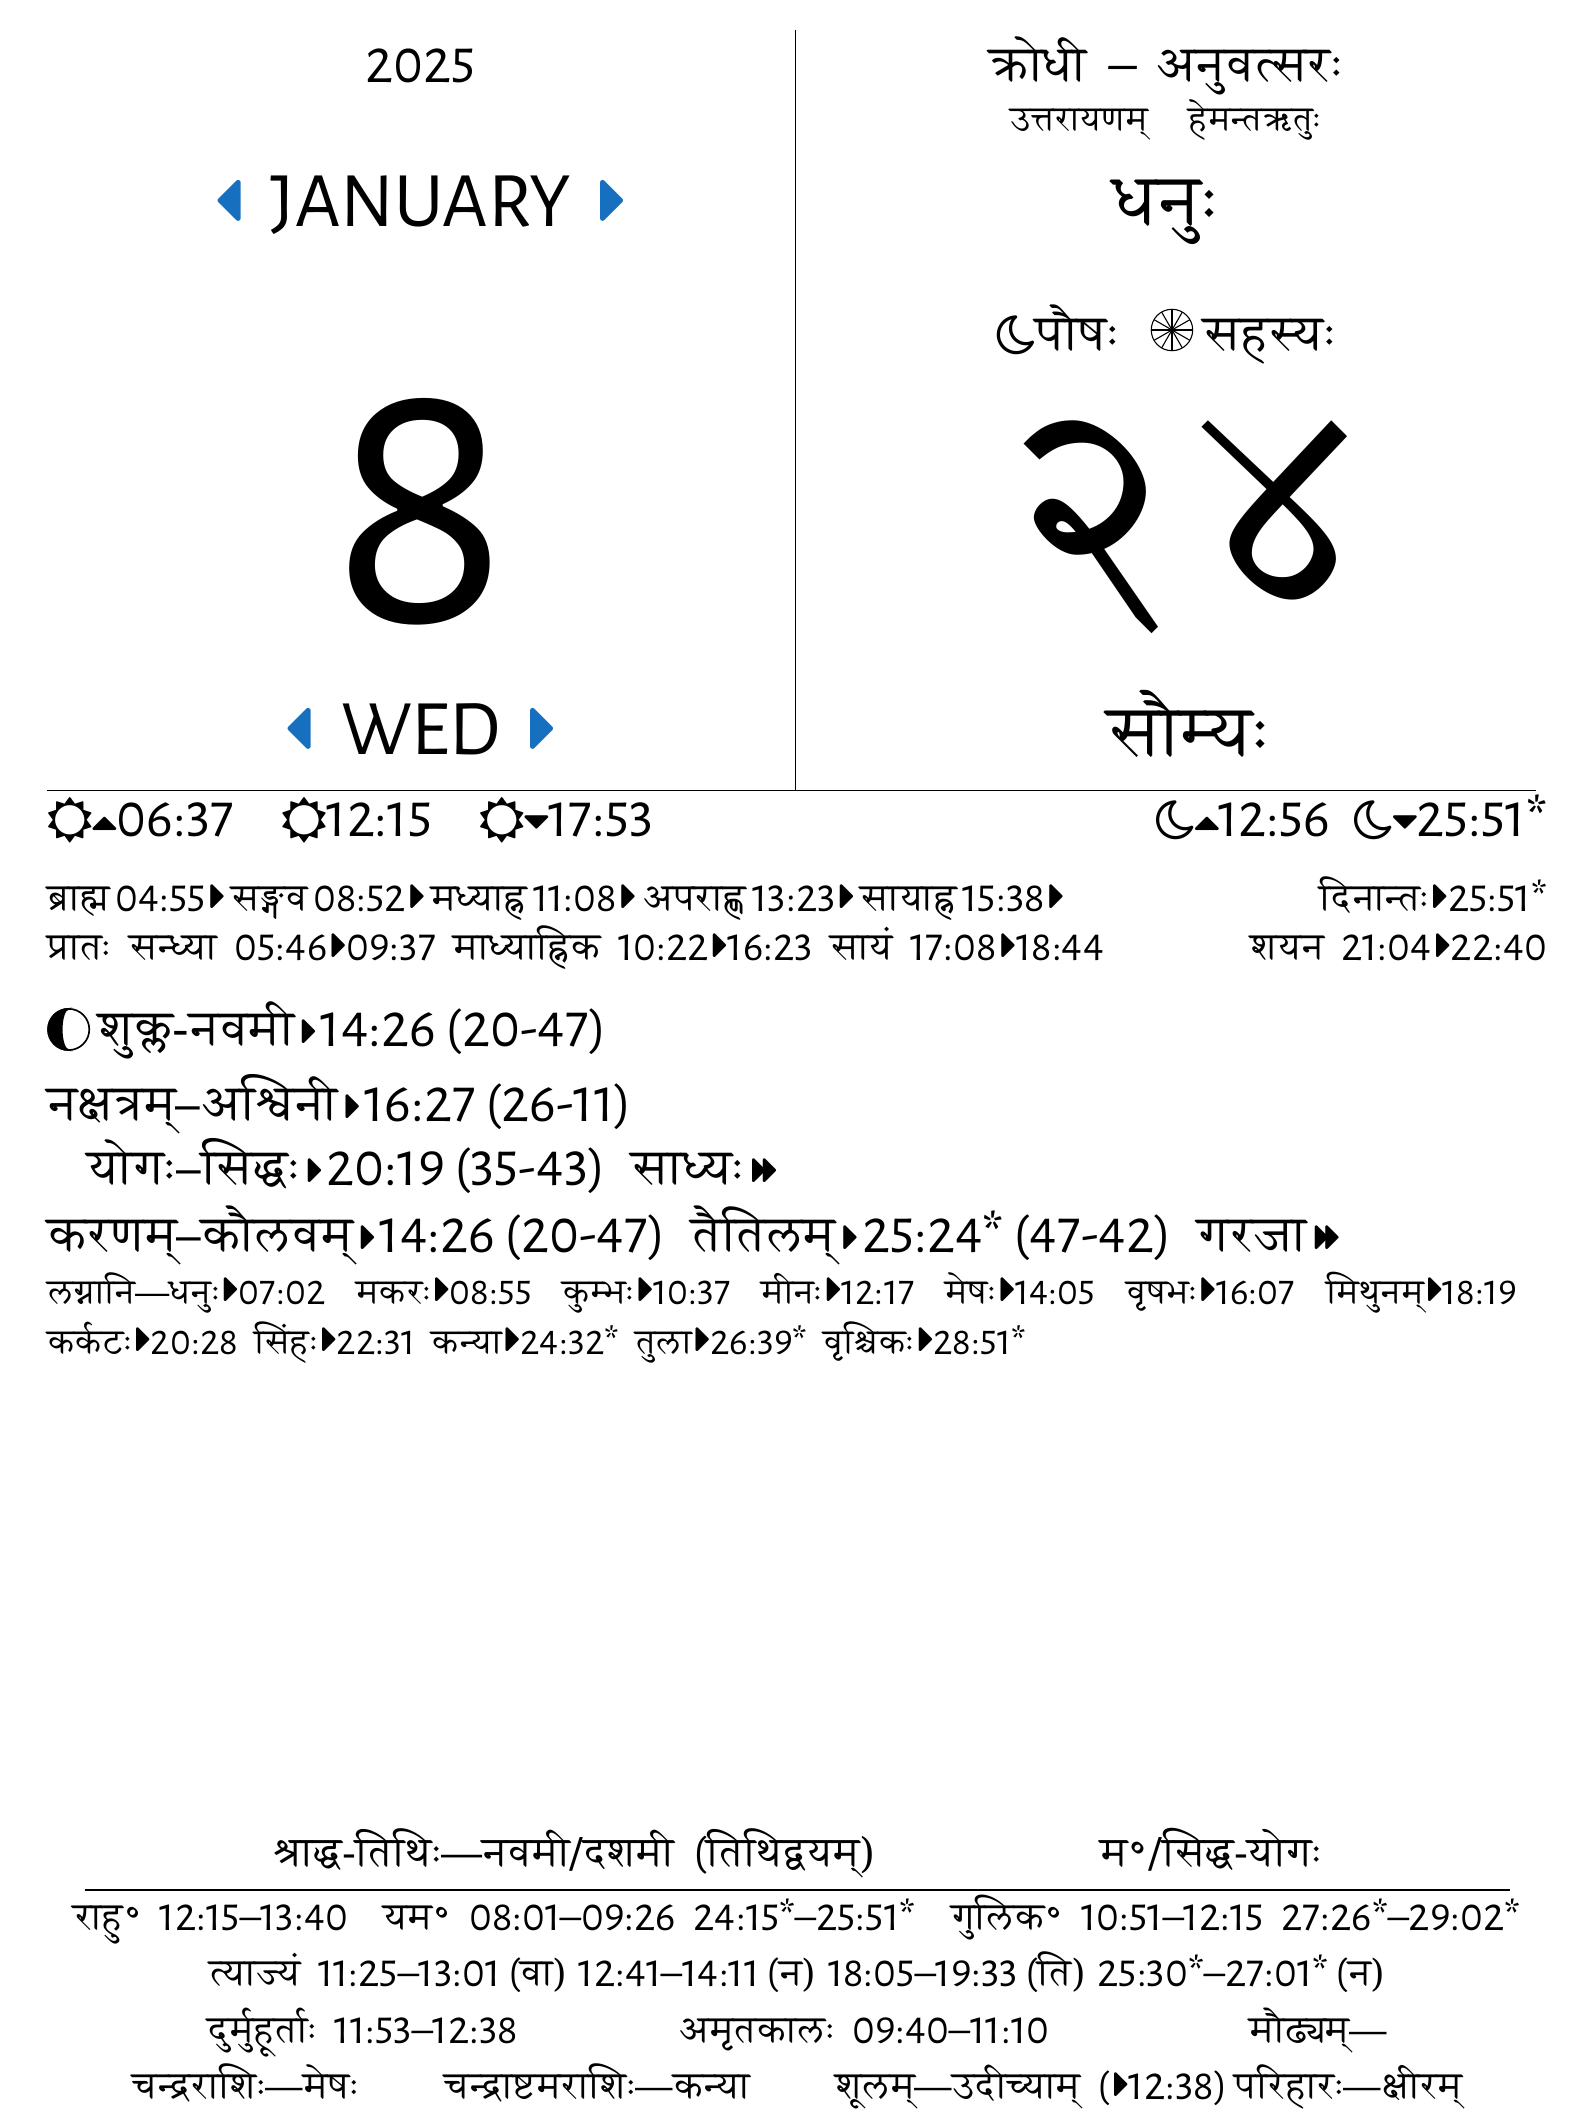 2025
JANUARY
8
WED
क्रोधी – अनुवत्सरः
उत्तरायणम् हेमन्तऋतुः
धनुः
पौषः सहस्यः
२४
सौम्यः
06:37 12:15 17:53 12:56 25:51*
ब्राह्म 04:55 सङ्गव 08:52 मध्याह्न 11:08 अपराह्ण 13:23 सायाह्न 15:38 दिनान्तः 25:51*
प्रातः सन्ध्या 05:46 09:37 माध्याह्निक 10:22 16:23 सायं 17:08 18:44 शयन 21:04 22:40
शुक्ल-नवमी 14:26 (20-47)
नक्षत्रम्–अश्विनी 16:27 (26-11)
योगः–सिद्धः 20:19 (35-43) साध्यः
करणम्–कौलवम् 14:26 (20-47) तैतिलम् 25:24* (47-42) गरजा
लग्नानि—धनुः 07:02 मकरः 08:55 कुम्भः 10:37 मीनः 12:17 मेषः 14:05 वृषभः 16:07 मिथुनम् 18:19
कर्कटः 20:28 सिंहः 22:31 कन्या 24:32* तुला 26:39* वृश्चिकः 28:51*
श्राद्ध-तिथिः—नवमी/दशमी (तिथिद्वयम्) म॰/सिद्ध-योगः
राहु॰ 12:15–13:40 यम॰ 08:01–09:26 24:15*–25:51* गुलिक॰ 10:51–12:15 27:26*–29:02*
त्याज्यं 11:25–13:01 (वा) 12:41–14:11 (न) 18:05–19:33 (ति) 25:30*–27:01* (न)
दुर्मुहूर्ताः 11:53–12:38 अमृतकालः 09:40–11:10 मौढ्यम्—
चन्द्रराशिः—मेषः चन्द्राष्टमराशिः—कन्या शूलम्—उदीच्याम् (12:38) परिहारः—क्षीरम्